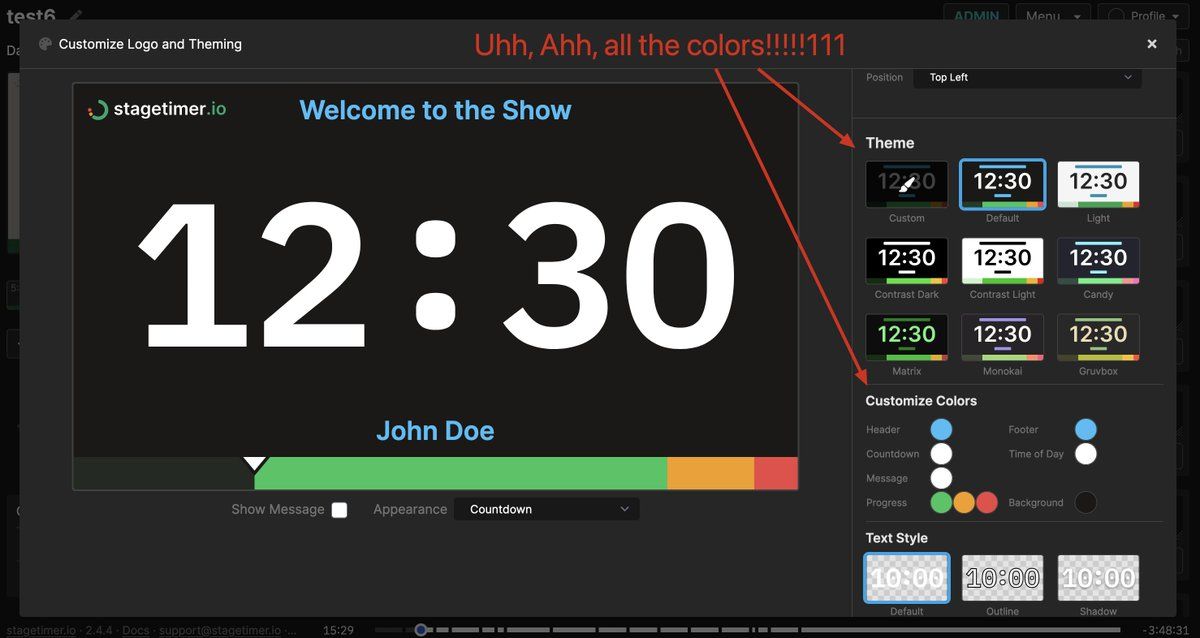 test6
ADMIN
Menu
Profile
Customize Logo and Theming
Uhh, Ahh, all the colors!!!!!111
Position
Top Left
stagetimer.io
Welcome to the Show
12:30
John Doe
Show Message
Appearance
Countdown
Theme
12:30
12:30
12:30
Custom
Default
Light
12:30
12:30
12:30
Contrast Dark
Contrast Light
Candy
12:30
12:30
12:30
Matrix
Monokai
Gruvbox
Customize Colors
Header
Footer
Countdown
Time of Day
Message
Progress
Background
Text Style
10:00
10:00
10:00
Default
Outline
Shadow
stagetimer.io · 2.4.4 · Docs · support@stagetimer.io ·...
15:29
-3:48:31